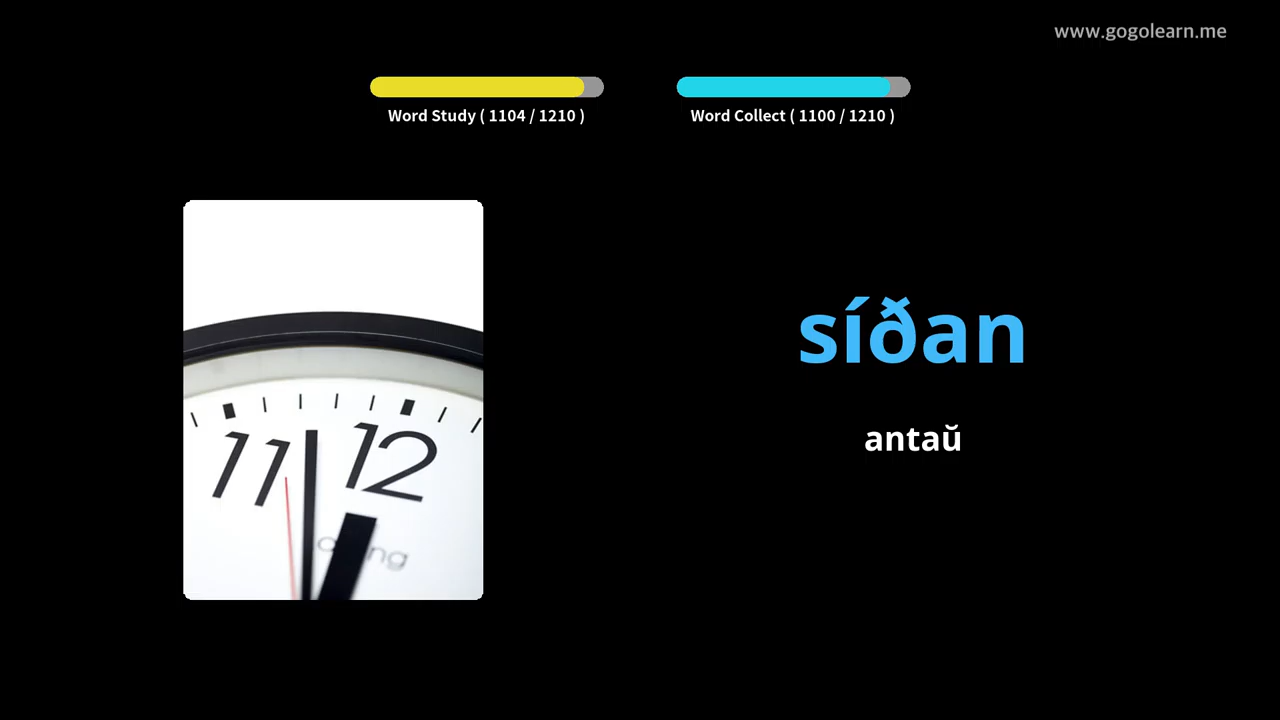 www.gogolearn.me
Word Study ( 1104 / 1210 )
Word Collect ( 1100 / 1210 )
11 12
síðan
antaŭ